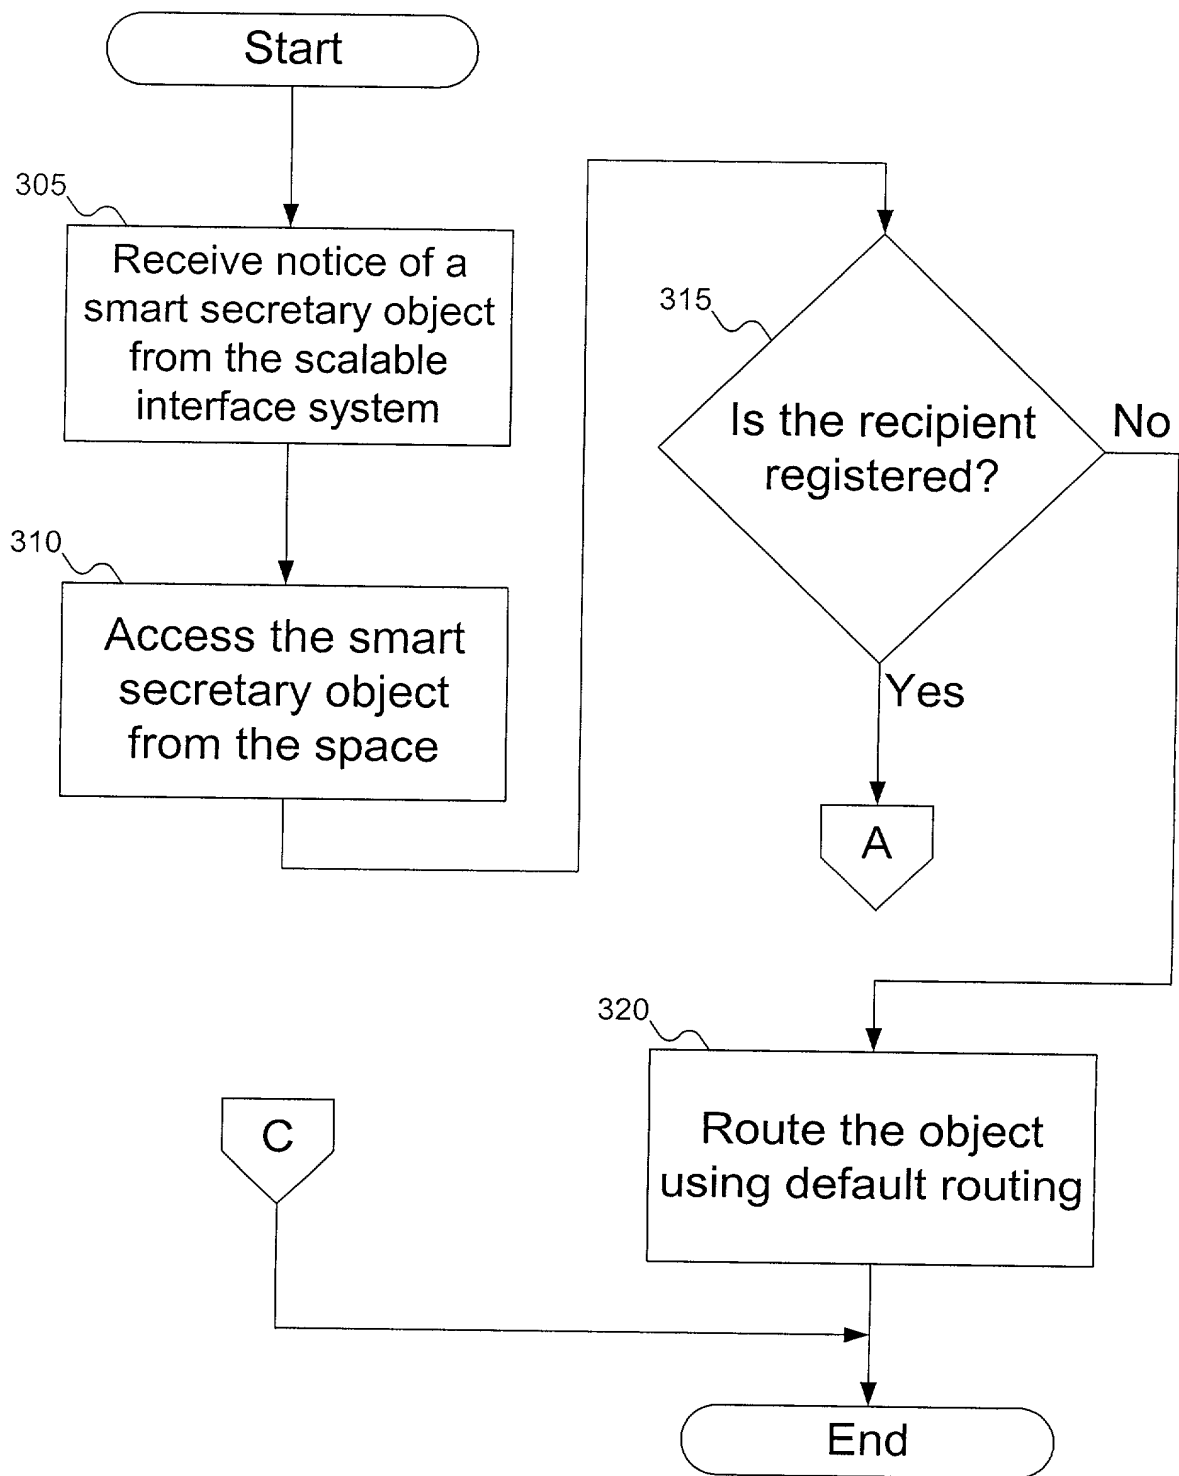 Start
305
Receive notice of a
smart secretary object
from the scalable
interface system
310
Access the smart
secretary object
from the space
315
Is the recipient
registered?
No
Yes
A
320
Route the object
using default routing
C
End